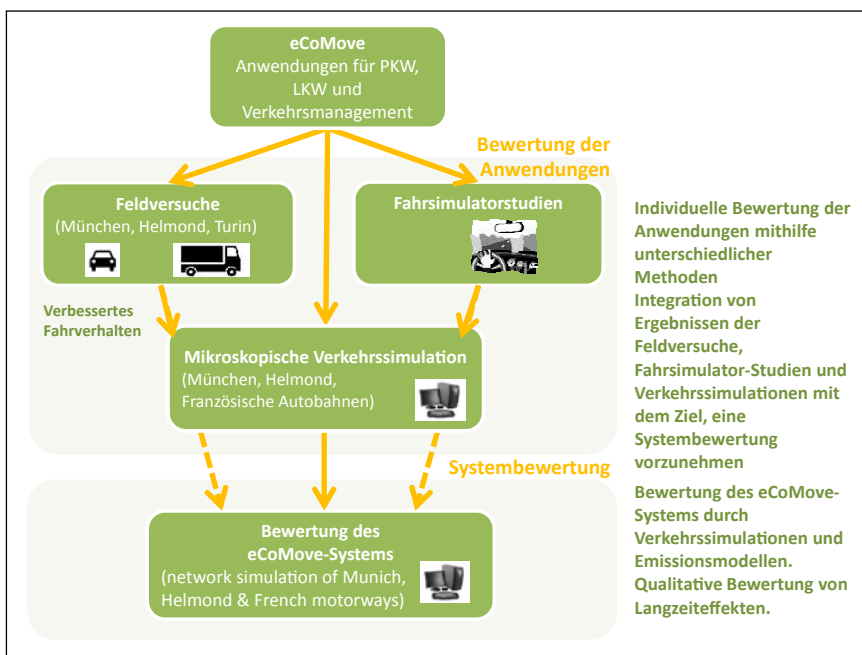 eCoMove
Anwendungen für PKW,
LKW und
Verkehrsmanagement
Bewertung der
Anwendungen
Feldversuche
(München, Helmond, Turin)
Fahrsimulatorstudien
Verbessertes
Fahrverhalten
Mikroskopische Verkehrssimulation
(München, Helmond,
Französische Autobahnen)
Individuelle Bewertung der
Anwendungen mithilfe
unterschiedlicher
Methoden
Integration von
Ergebnissen der
Feldversuche,
Fahrsimulator-Studien und
Verkehrssimulationen mit
dem Ziel, eine
Systembewertung
vorzunehmen
Systembewertung
Bewertung des
eCoMove-Systems
(network simulation of Munich,
Helmond & French motorways)
Bewertung des eCoMove-
Systems durch
Verkehrssimulationen und
Emissionsmodellen.
Qualitative Bewertung von
Langzeiteffekten.